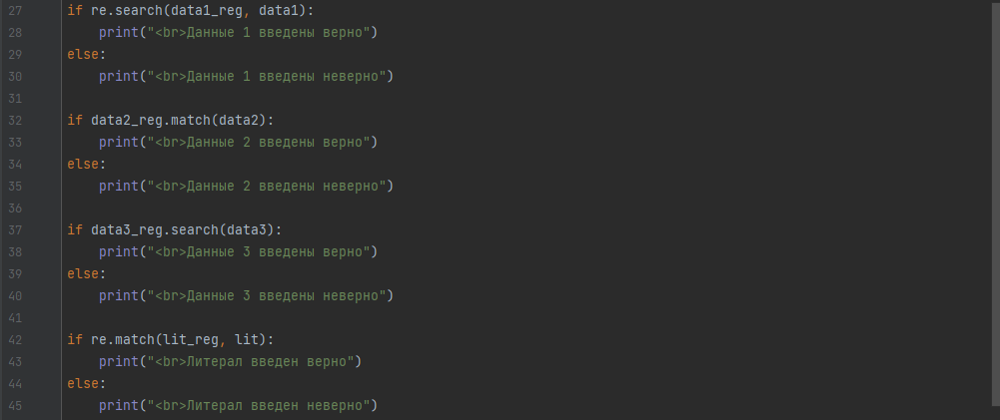 27 if re.search(data1_reg, data1):
28     print("<br>Данные 1 введены верно")
29 else:
30     print("<br>Данные 1 введены неверно")
31
32 if data2_reg.match(data2):
33     print("<br>Данные 2 введены верно")
34 else:
35     print("<br>Данные 2 введены неверно")
36
37 if data3_reg.search(data3):
38     print("<br>Данные 3 введены верно")
39 else:
40     print("<br>Данные 3 введены неверно")
41
42 if re.match(lit_reg, lit):
43     print("<br>Литерал введен верно")
44 else:
45     print("<br>Литерал введен неверно")